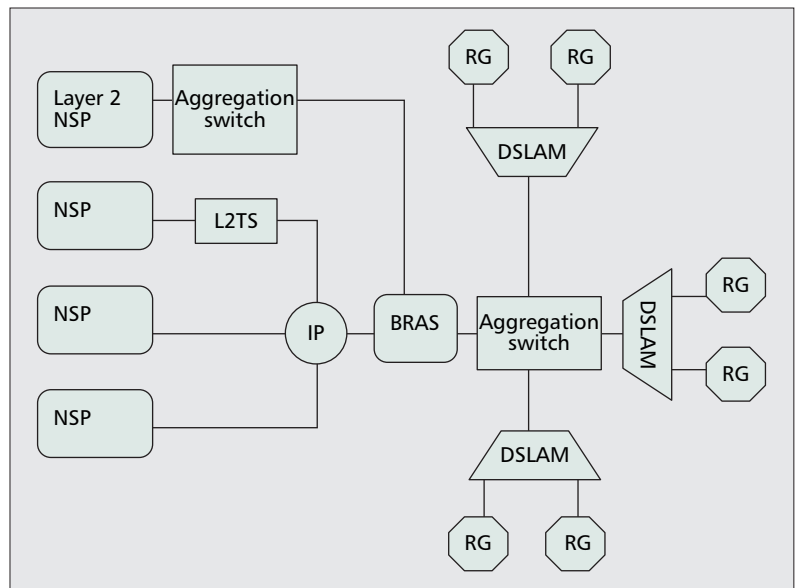 RG
RG
Layer 2
NSP
Aggregation
switch
DSLAM
NSP
L2TS
RG
NSP
IP
BRAS
Aggregation
switch
DSLAM
RG
NSP
DSLAM
RG
RG